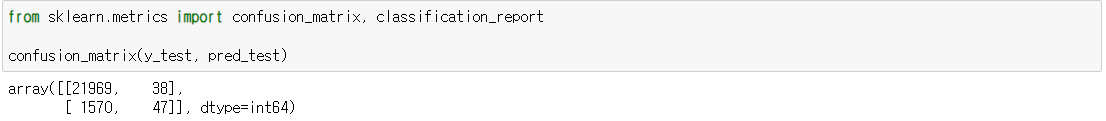 from sklearn.metrics import confusion_matrix, classification_report
confusion_matrix(y_test, pred_test)
array([[21969,    38],
       [ 1570,    47]], dtype=int64)